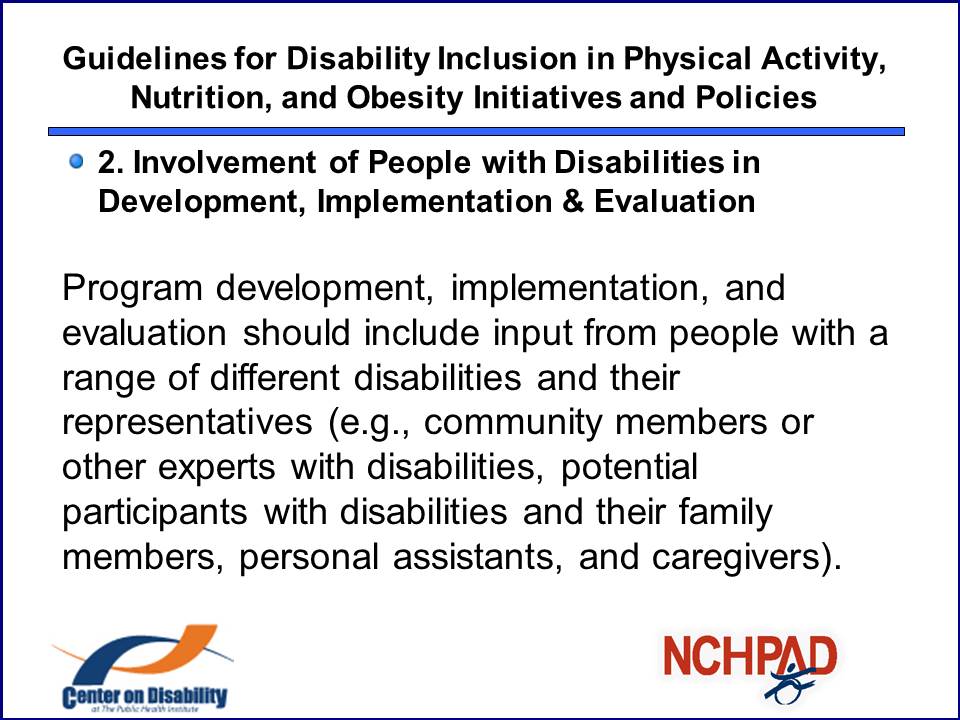 Guidelines for Disability Inclusion in Physical Activity,
Nutrition, and Obesity Initiatives and Policies
2. Involvement of People with Disabilities in
Development, Implementation & Evaluation
Program development, implementation, and
evaluation should include input from people with a
range of different disabilities and their
representatives (e.g., community members or
other experts with disabilities, potential
participants with disabilities and their family
members, personal assistants, and caregivers).
Center on Disability
at The Public Health Institute
NCHPAD